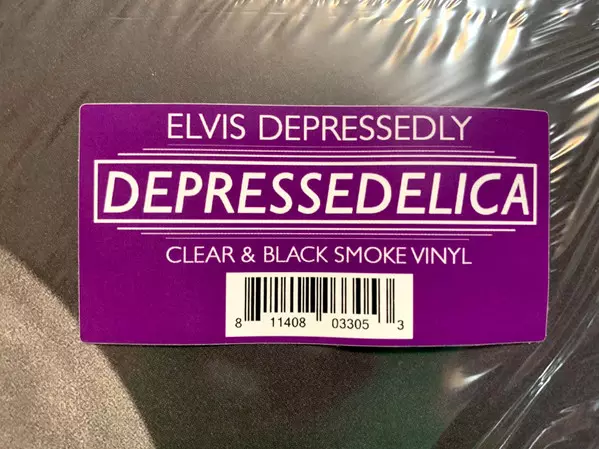 ELVIS DEPRESSEDLY
DEPRESSEDELICA
CLEAR & BLACK SMOKE VINYL
8 11408 03305 3